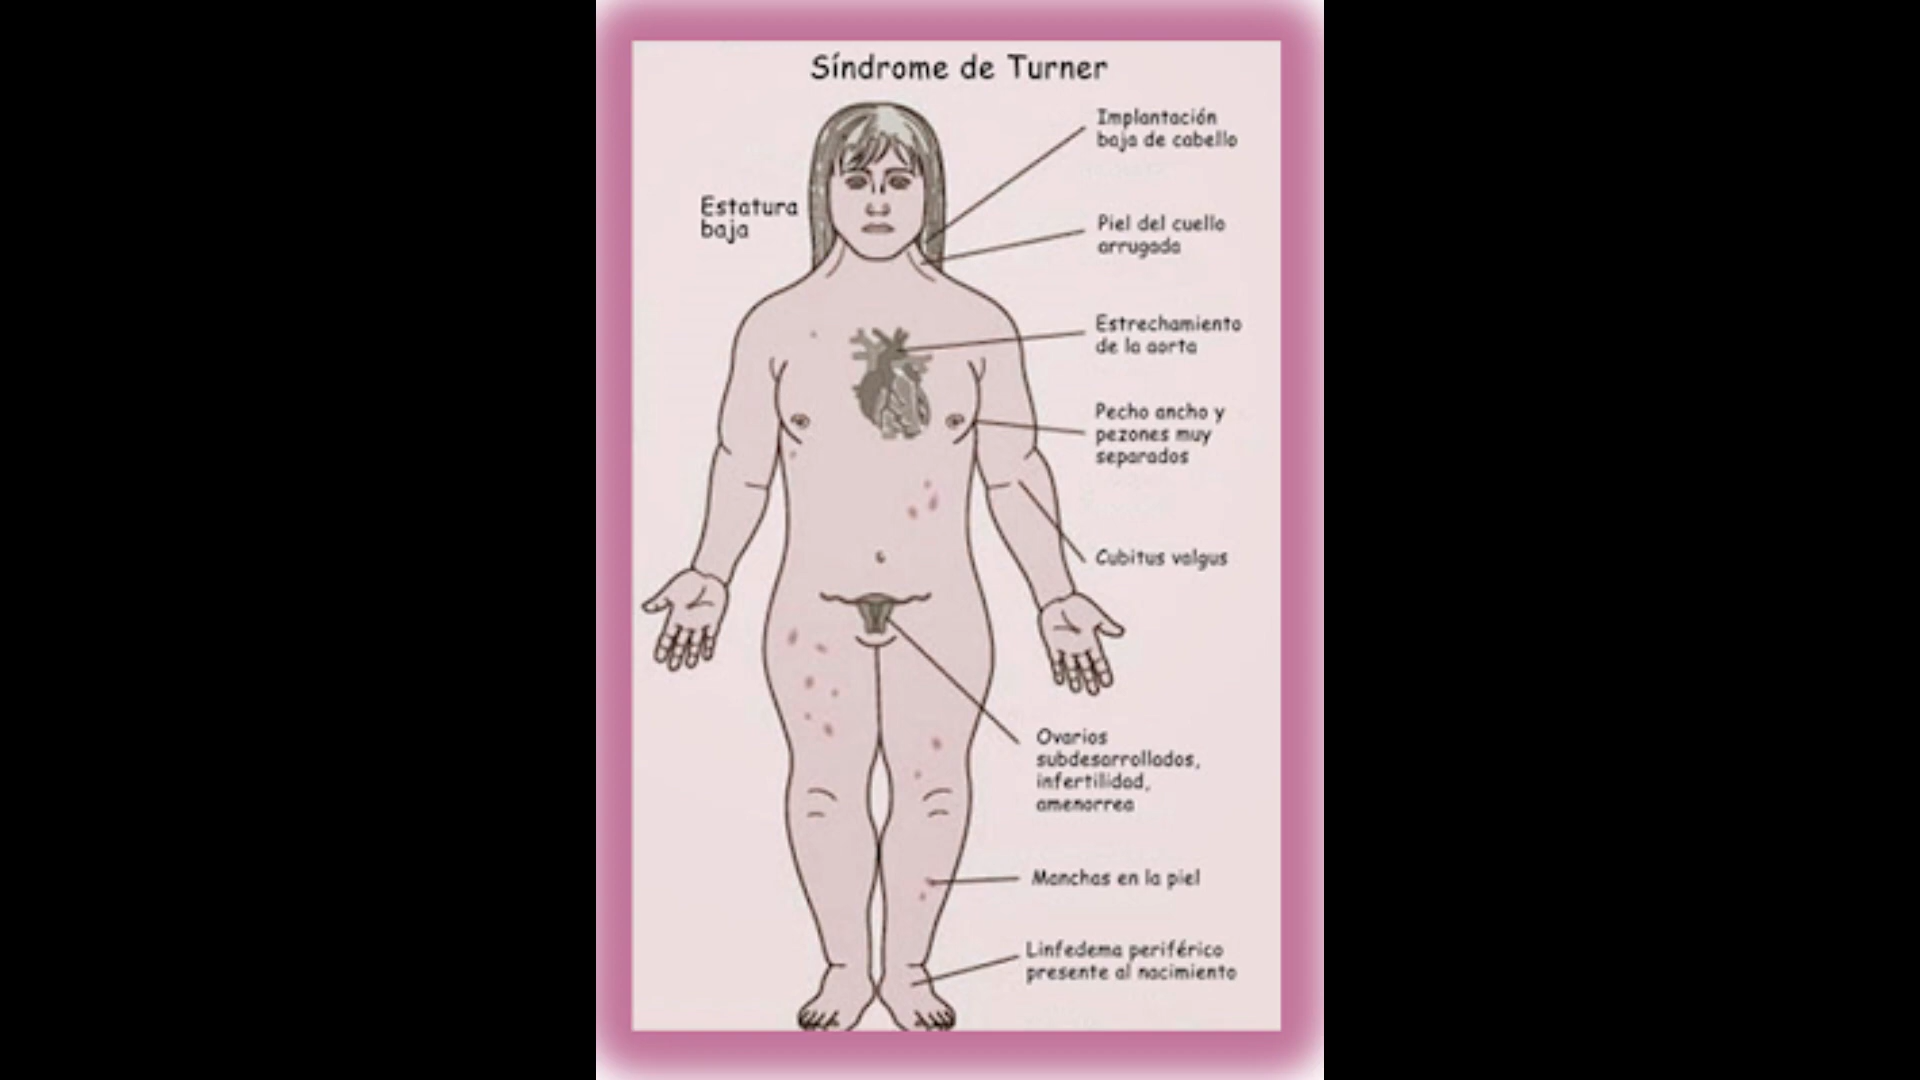 Síndrome de Turner
Implantación
baja de cabello
Estatura
baja
Piel del cuello
arrugada
Estrechamiento
de la aorta
Pecho ancho y
pezones muy
separados
Cubitus valgus
Ovarios
subdesarrollados,
infertilidad,
amenorrea
Manchas en la piel
Linfedema periférico
presente al nacimiento